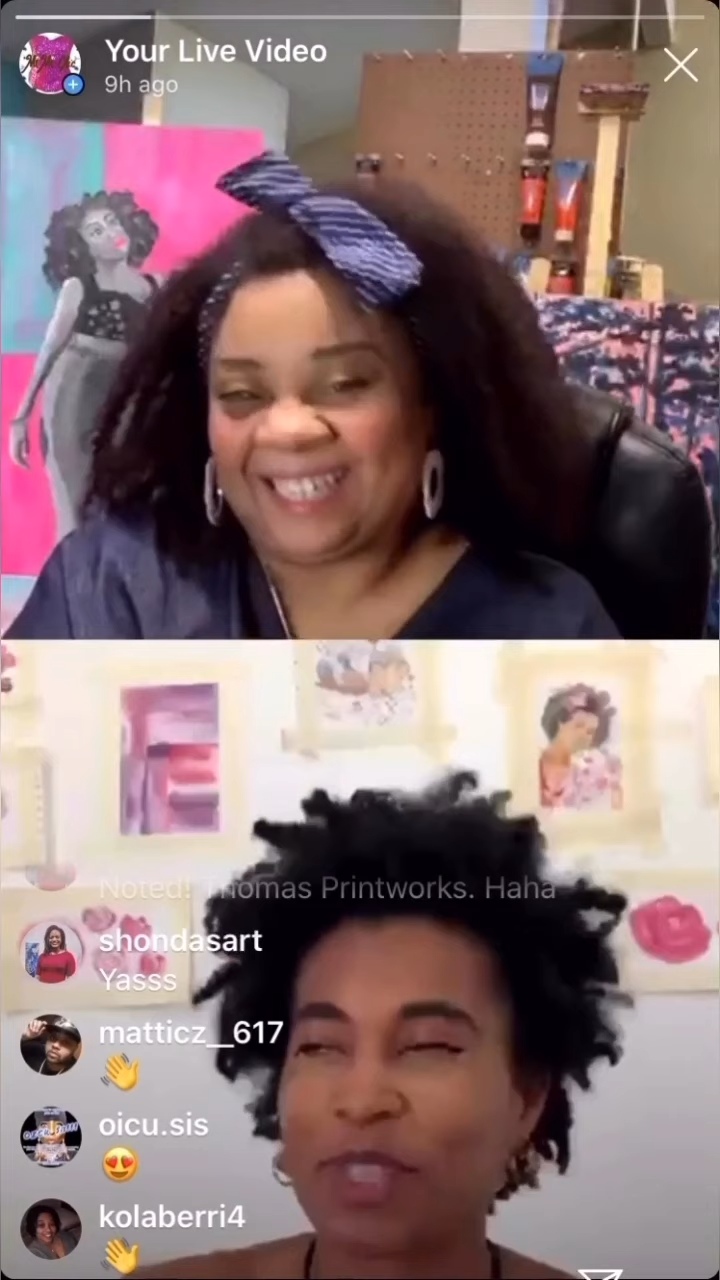 Your Live Video
9h ago
Noted! Thomas Printworks. Haha
shondasart
Yasss
matticz__617
👋
oicu.sis
😍
kolaberri4
👋